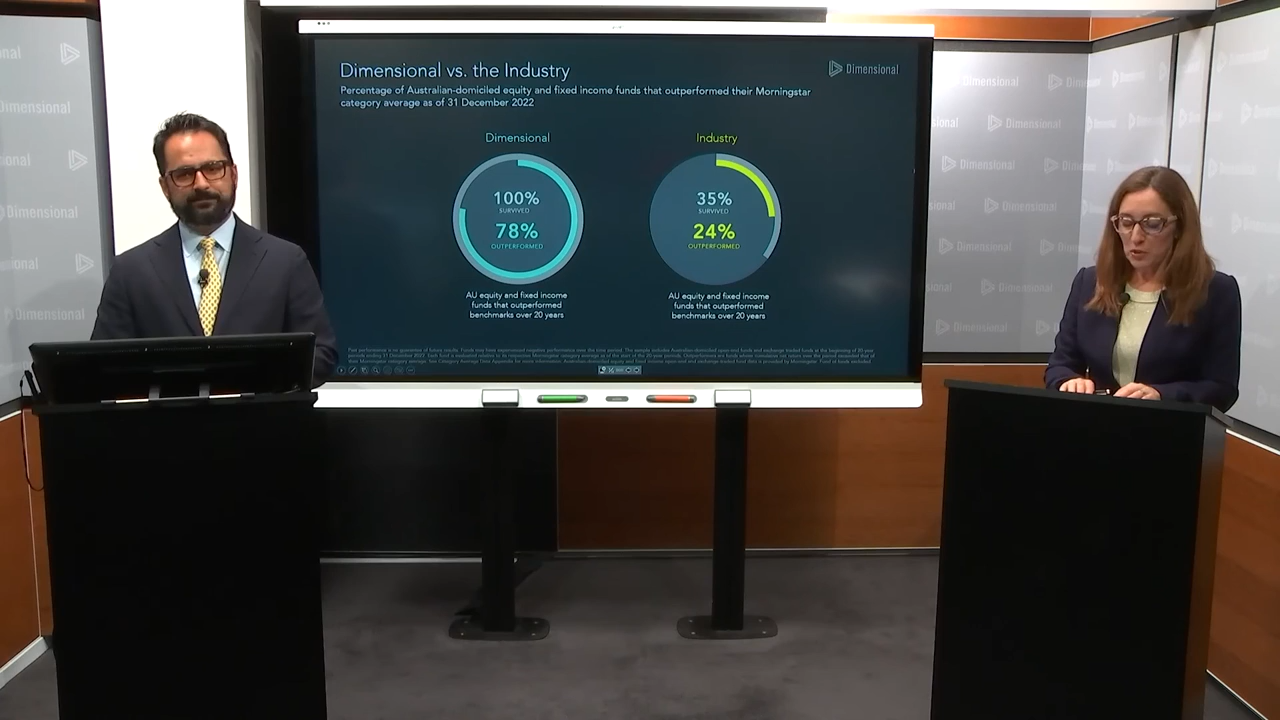 Dimensional vs. the Industry
Dimensional
Percentage of Australian-domiciled equity and fixed income funds that outperformed their Morningstar
category average as of 31 December 2022
Dimensional
100%
SURVIVED
78%
OUTPERFORMED
AU equity and fixed income
funds that outperformed
benchmarks over 20 years
Industry
35%
SURVIVED
24%
OUTPERFORMED
AU equity and fixed income
funds that outperformed
benchmarks over 20 years
Dimensional
Dimensional
Dimensional
Dimensional
Dimensional
Dimensional
Dimensional
Dimensional
Dimensional